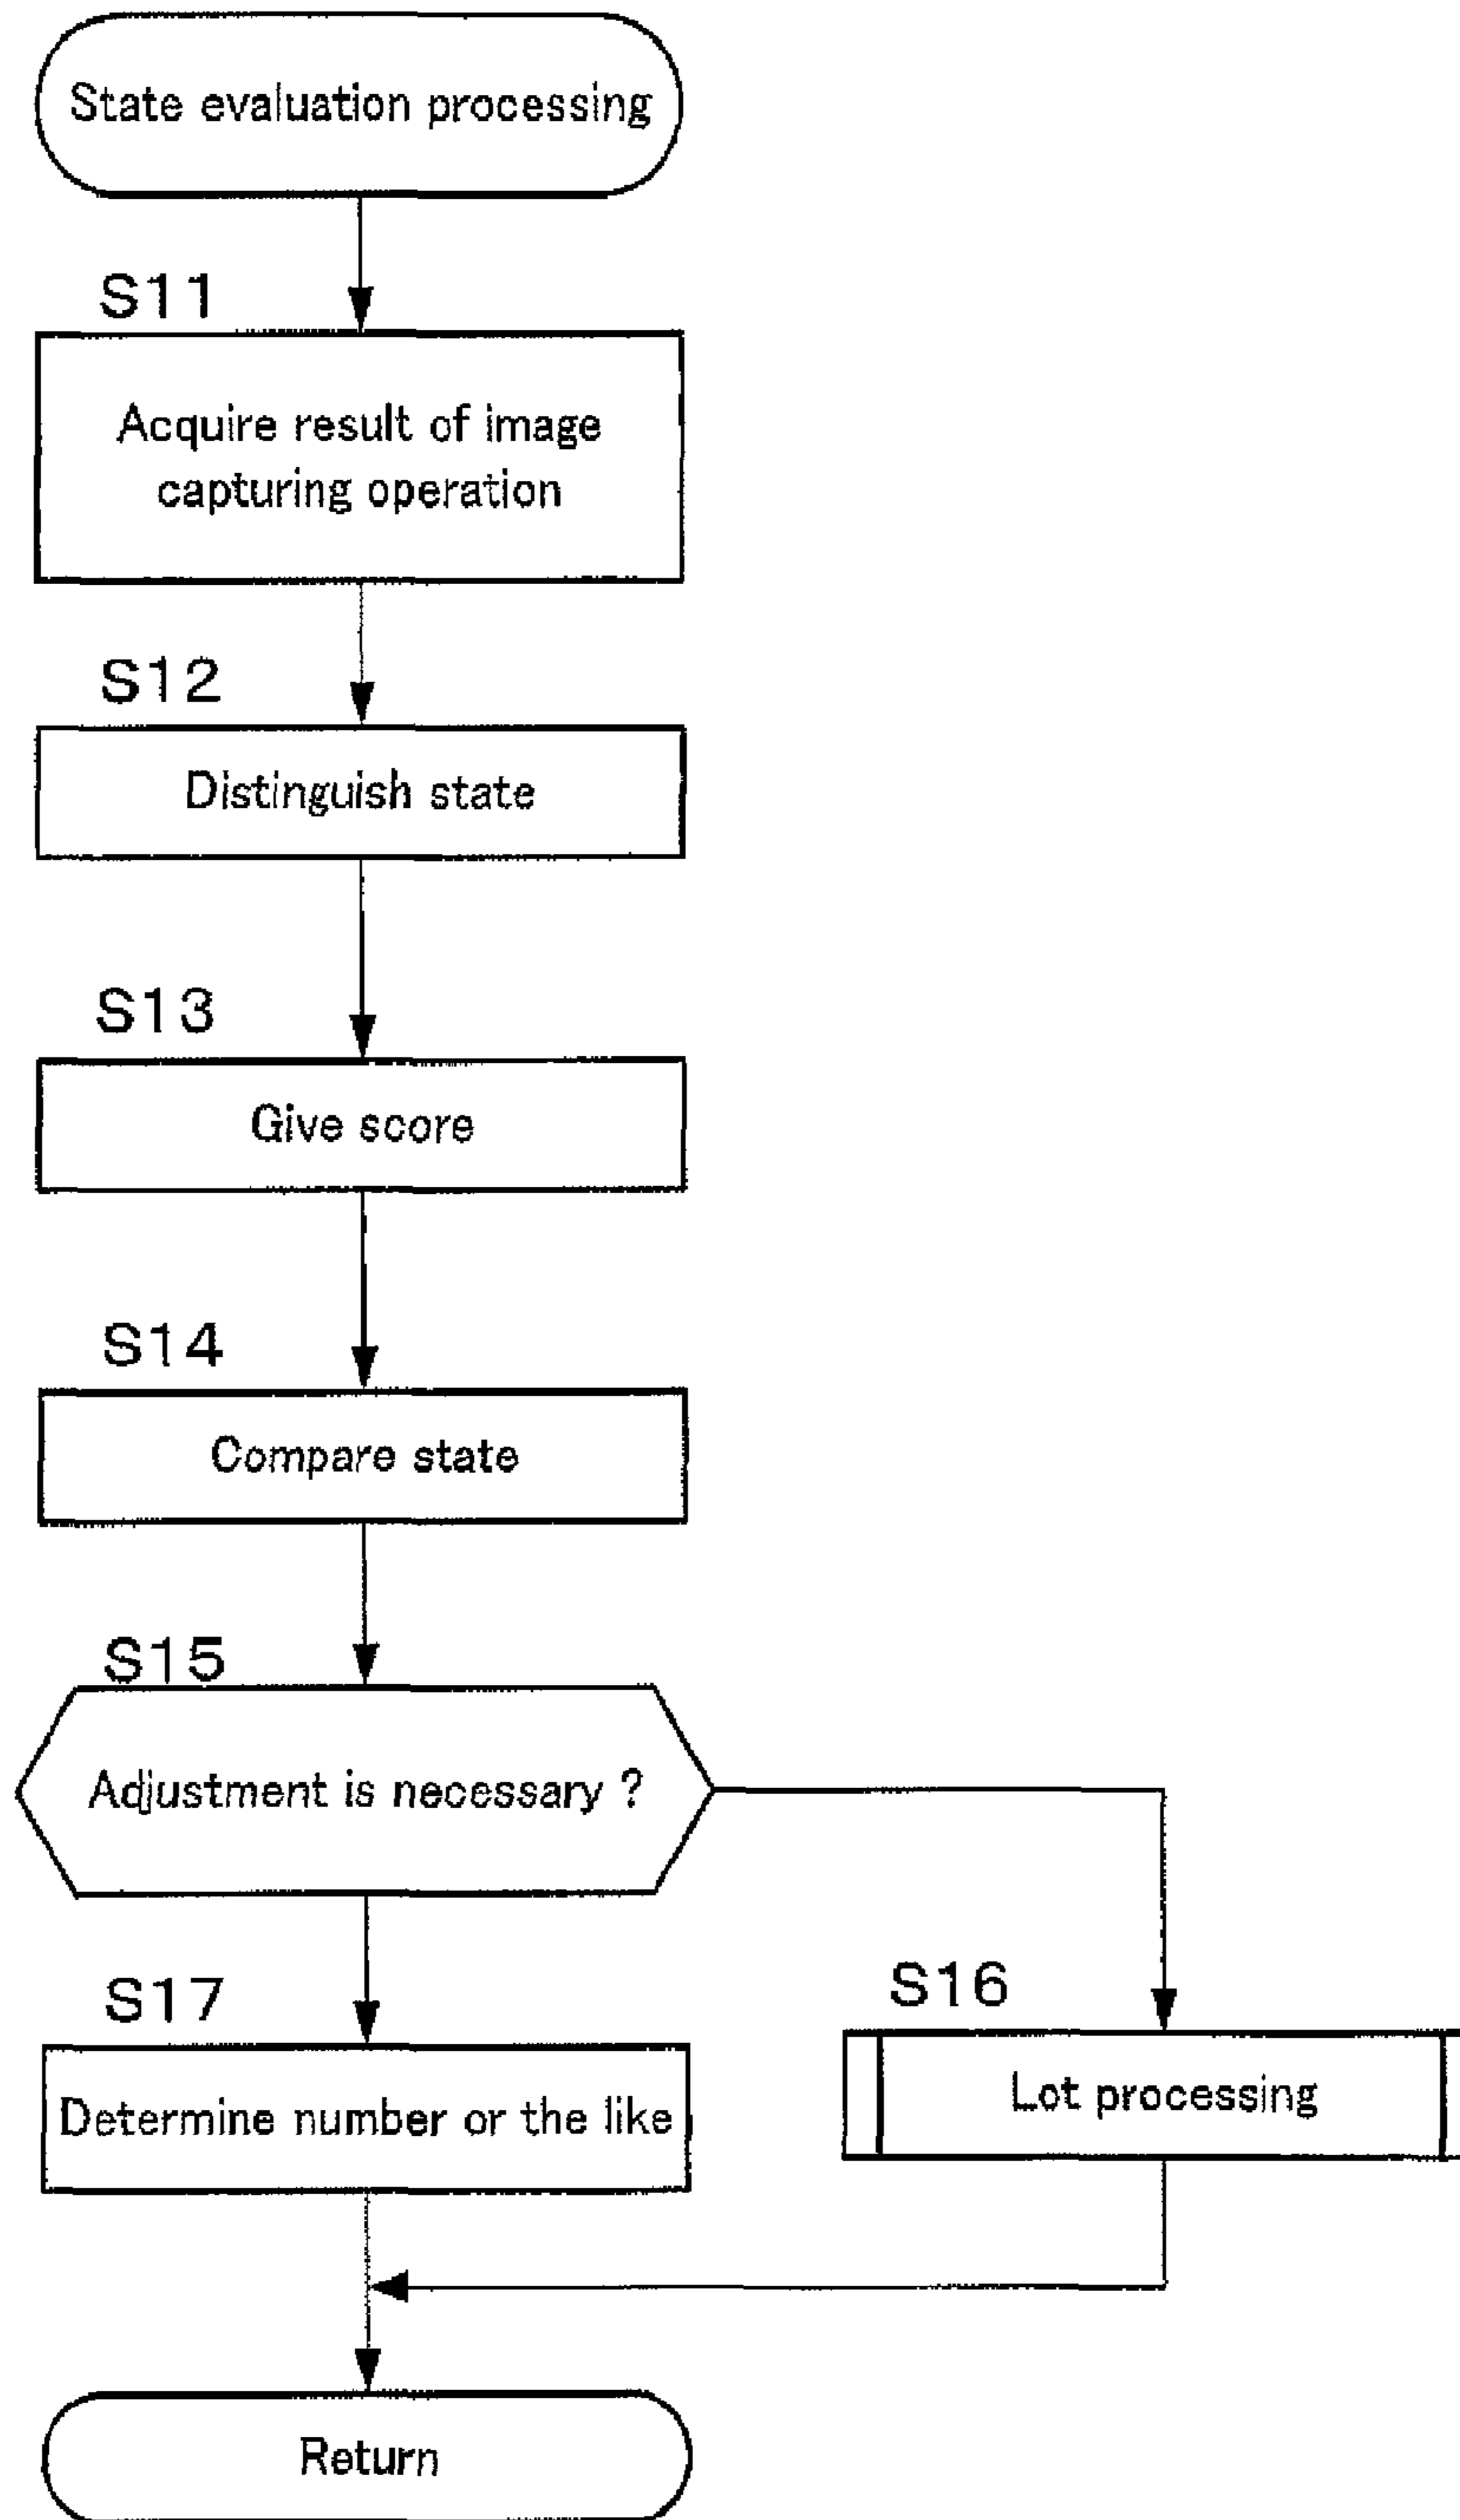 State evaluation processing
S11
Acquire result of image
capturing operation
S12
Distinguish state
S13
Give score
S14
Compare state
S15
Adjustment is necessary ?
S17
Determine number or the like
S16
Lot processing
Return